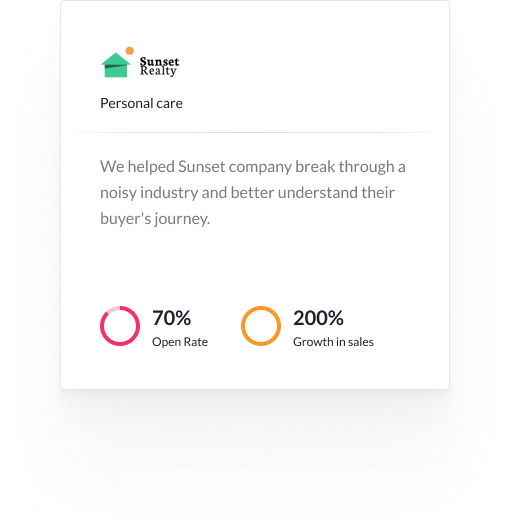 Sunset
Realty
Personal care
We helped Sunset company break through a
noisy industry and better understand their
buyer's journey.
70%
Open Rate
200%
Growth in sales